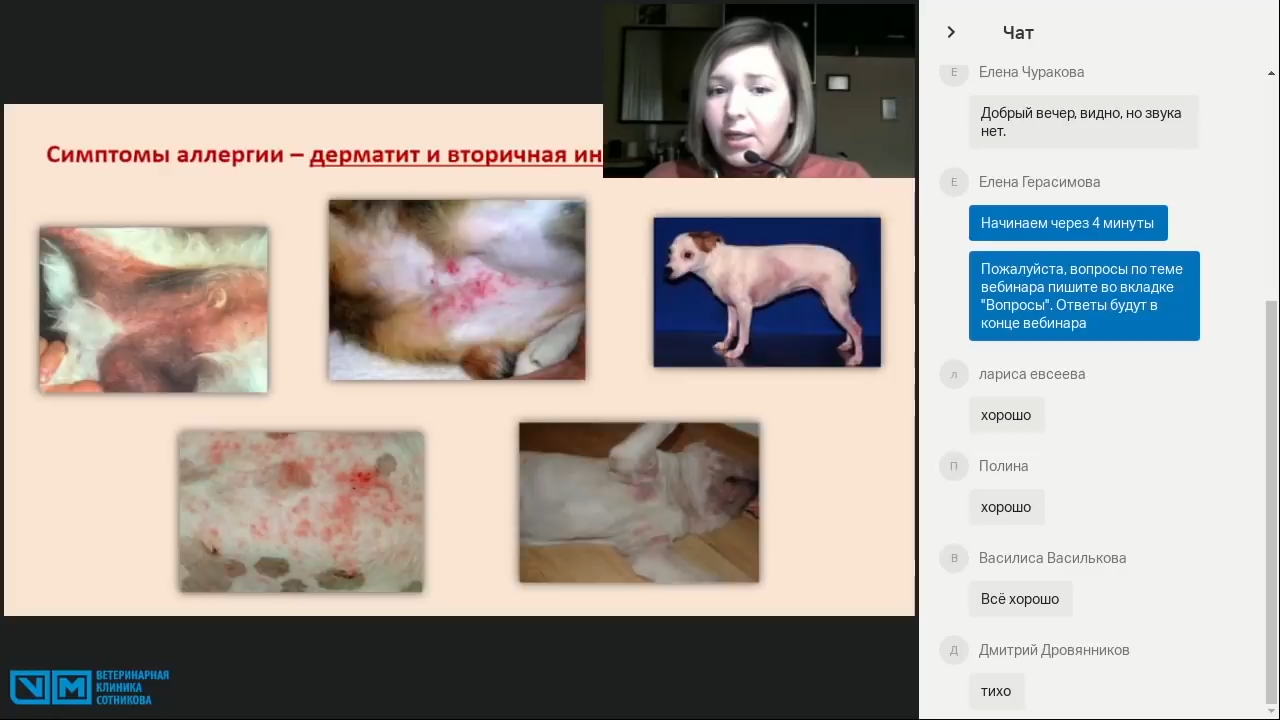 Симптомы аллергии – дерматит и вторичная ин
ВЕТЕРИНАРНАЯ
КЛИНИКА
СОТНИКОВА
Чат
Е
Елена Чуракова
Добрый вечер, видно, но звука
нет.
Е
Елена Герасимова
Начинаем через 4 минуты
Пожалуйста, вопросы по теме
вебинара пишите во вкладке
"Вопросы". Ответы будут в
конце вебинара
л
лариса евсеева
хорошо
П
Полина
хорошо
В
Василиса Василькова
Всё хорошо
Д
Дмитрий Дровянников
тихо